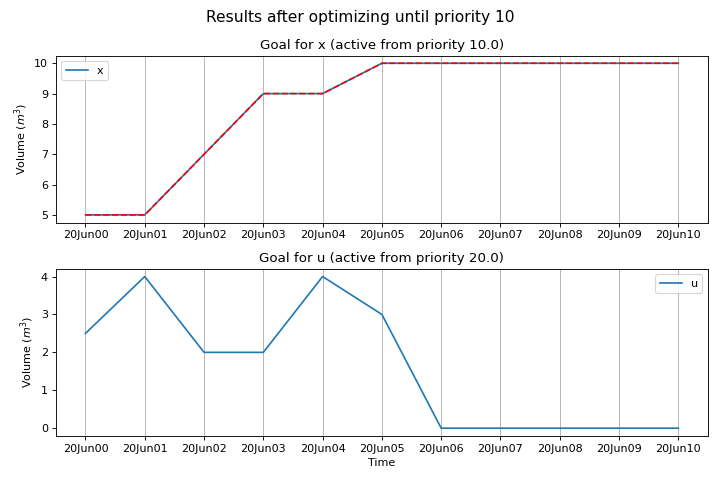 Results after optimizing until priority 10
Goal for x (active from priority 10.0)
x
10
9
8
7
6
5
Volume (m³)
20Jun00 20Jun01 20Jun02 20Jun03 20Jun04 20Jun05 20Jun06 20Jun07 20Jun08 20Jun09 20Jun10
Goal for u (active from priority 20.0)
u
4
3
2
1
0
Volume (m³)
20Jun00 20Jun01 20Jun02 20Jun03 20Jun04 20Jun05 20Jun06 20Jun07 20Jun08 20Jun09 20Jun10
Time